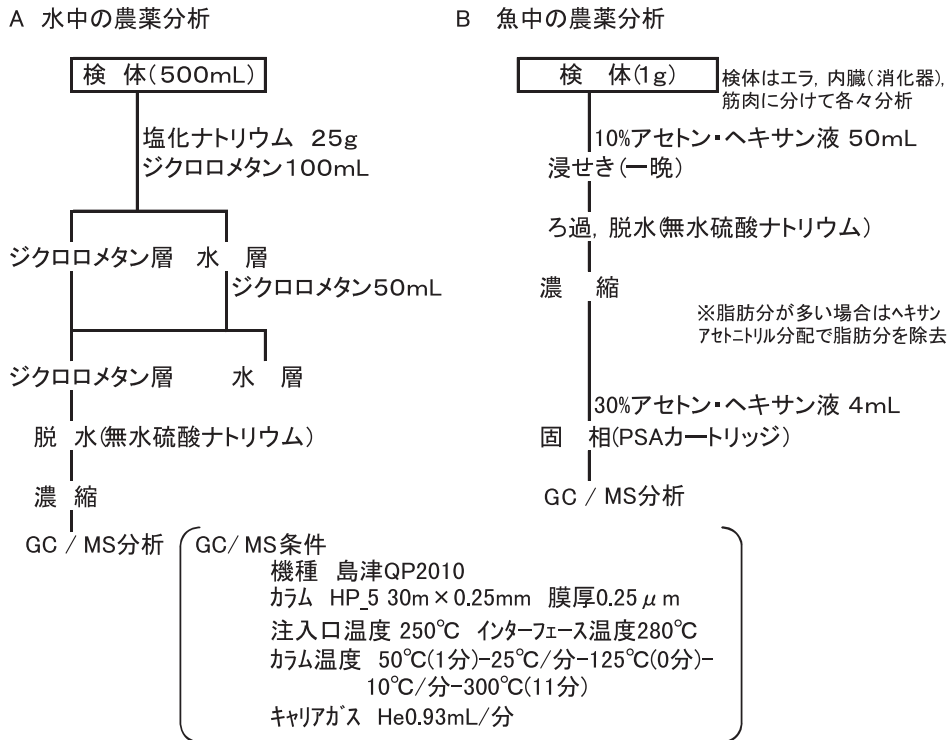 A 水中の農薬分析
検 体(500mL)
塩化ナトリウム 25g
ジクロロメタン100mL
ジクロロメタン層 水 層
ジクロロメタン50mL
ジクロロメタン層 水 層
脱 水(無水硫酸ナトリウム)
濃 縮
GC / MS分析
B 魚中の農薬分析
検 体(1g)
検体はエラ, 内臓(消化器),
筋肉に分けて各々分析
10%アセトン・ヘキサン液 50mL
浸せき(一晩)
ろ過, 脱水(無水硫酸ナトリウム)
濃 縮
※脂肪分が多い場合はヘキサン
アセトニトリル分配で脂肪分を除去
30%アセトン・ヘキサン液 4mL
固 相(PSAカートリッジ)
GC / MS分析
GC/MS条件
機種 島津QP2010
カラム HP_5 30m×0.25mm 膜厚0.25μm
注入口温度 250℃ インターフェース温度280℃
カラム温度 50℃(1分)-25℃/分-125℃(0分)-
10℃/分-300℃(11分)
キャリアガス He0.93mL/分